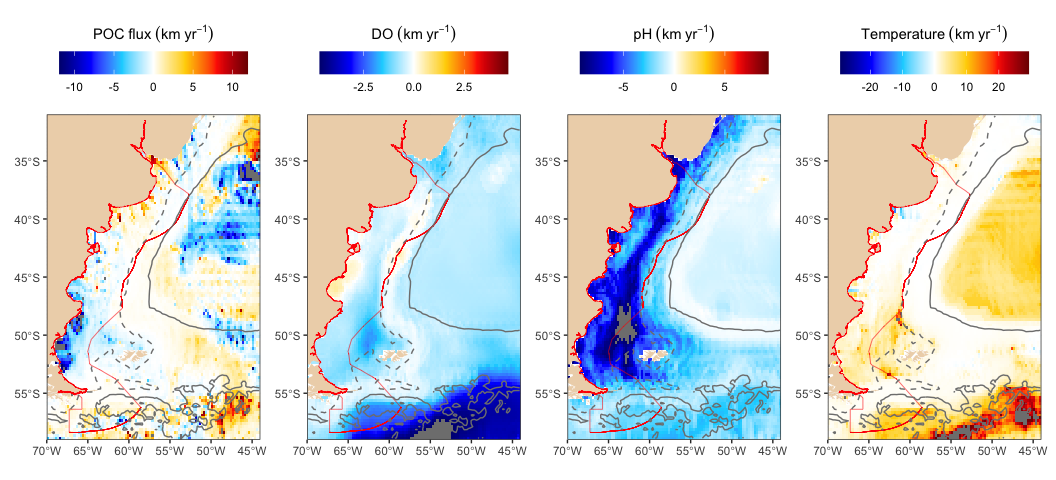 POC flux (km yr⁻¹) DO (km yr⁻¹) pH (km yr⁻¹) Temperature (km yr⁻¹)
-10 -5 0 5 10 -2.5 0.0 2.5 -5 0 5 -20 -10 0 10 20
35°S 35°S 35°S 35°S
40°S 40°S 40°S 40°S
45°S 45°S 45°S 45°S
50°S 50°S 50°S 50°S
55°S 55°S 55°S 55°S
70°W 65°W 60°W 55°W 50°W 45°W 70°W 65°W 60°W 55°W 50°W 45°W 70°W 65°W 60°W 55°W 50°W 45°W 70°W 65°W 60°W 55°W 50°W 45°W